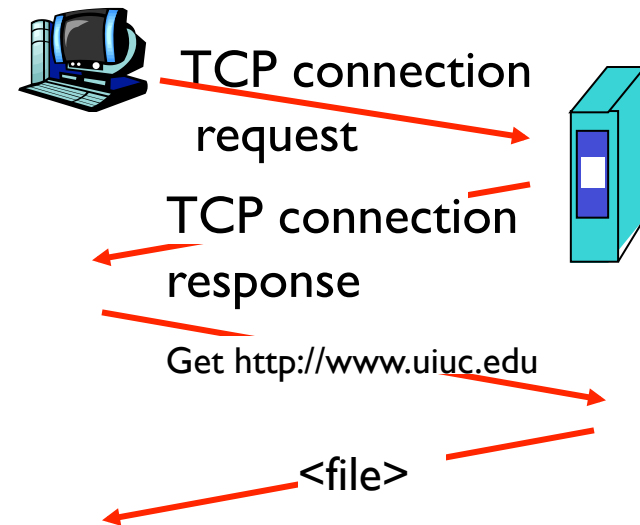 TCP connection
request
TCP connection
response
Get http://www.uiuc.edu
<file>